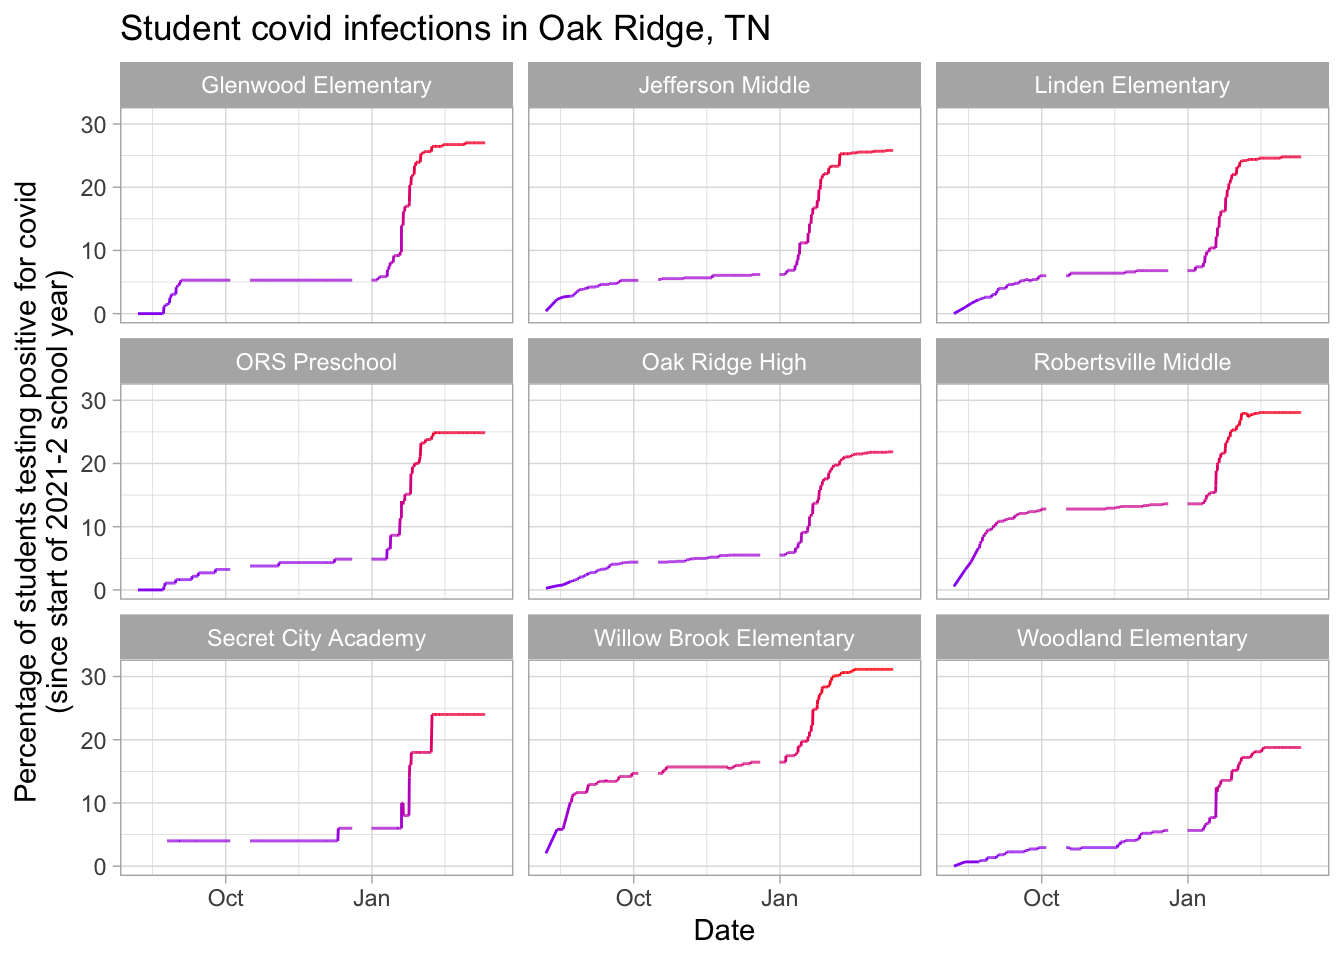 Student covid infections in Oak Ridge, TN
Percentage of students testing positive for covid
(since start of 2021-2 school year)
Glenwood Elementary
Jefferson Middle
Linden Elementary
30
20
10
0
ORS Preschool
Oak Ridge High
Robertsville Middle
30
20
10
0
Secret City Academy
Willow Brook Elementary
Woodland Elementary
30
20
10
0
Oct
Jan
Oct
Jan
Oct
Jan
Date